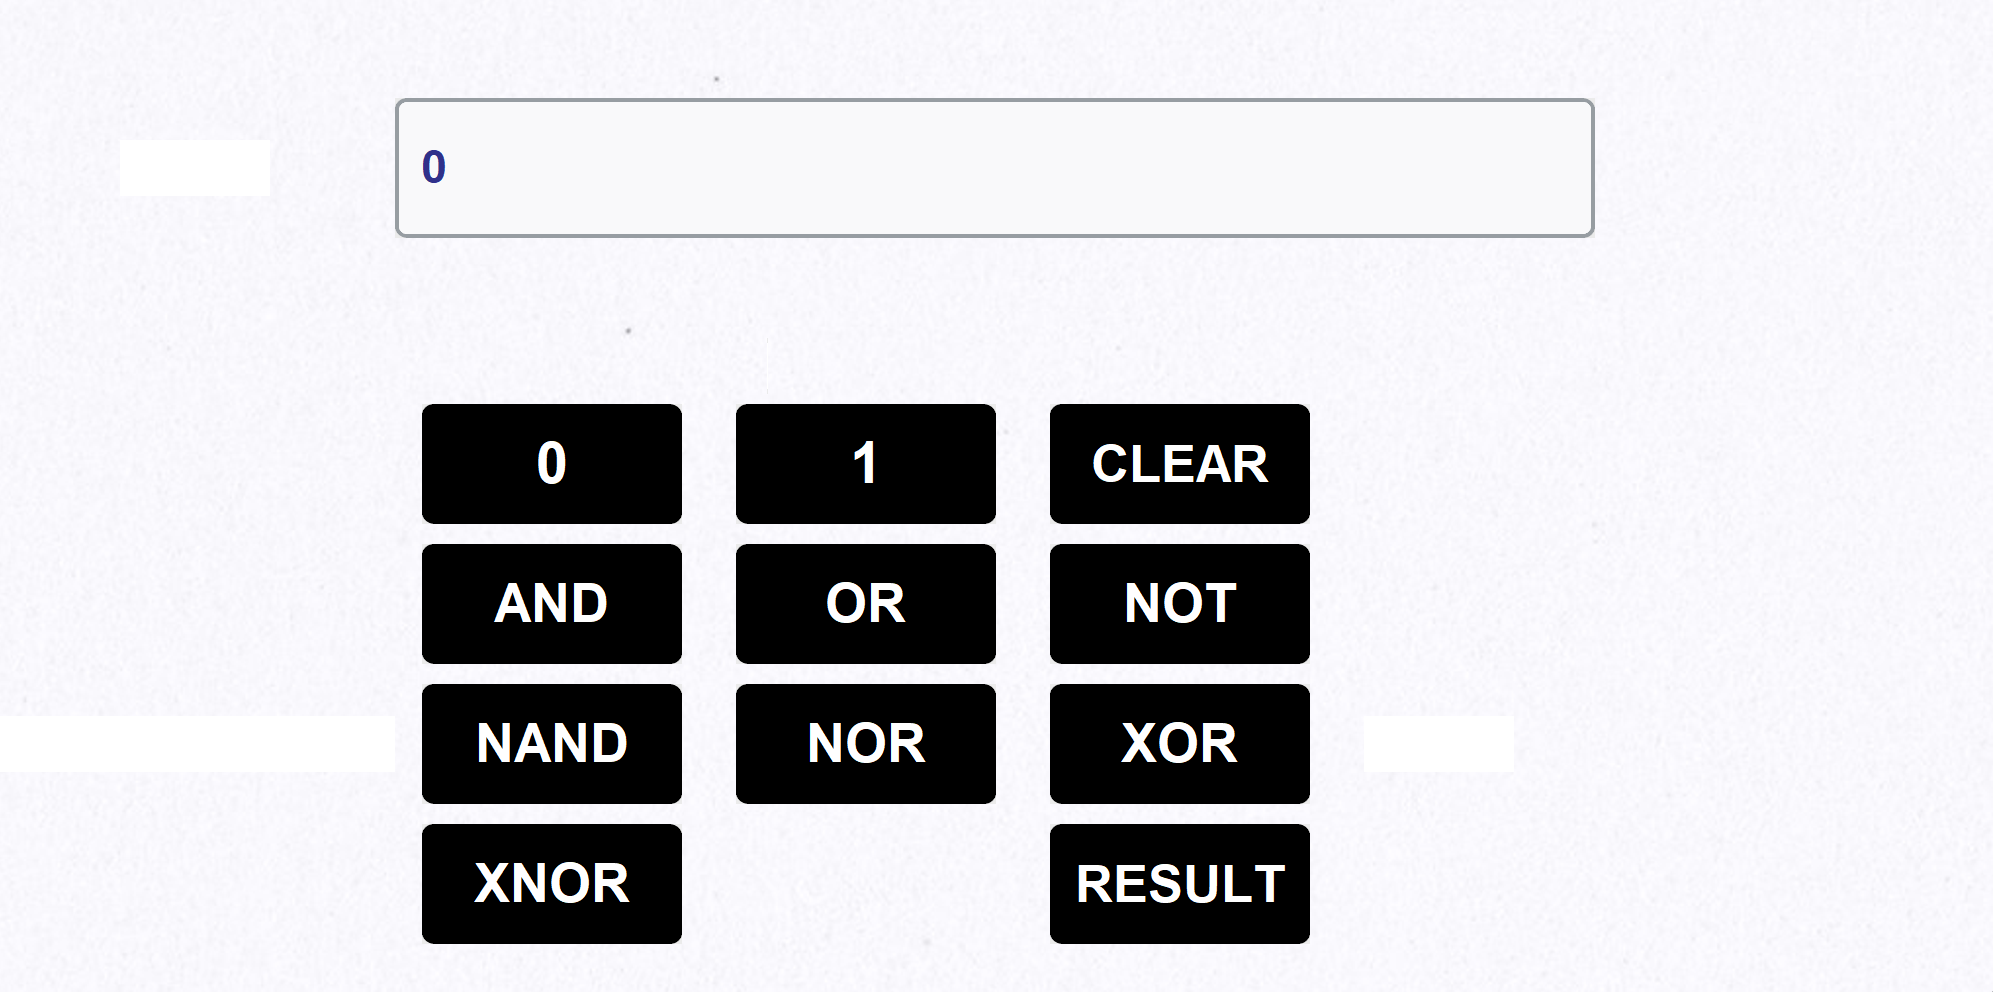 0
0 1 CLEAR
AND OR NOT
NAND NOR XOR
XNOR RESULT